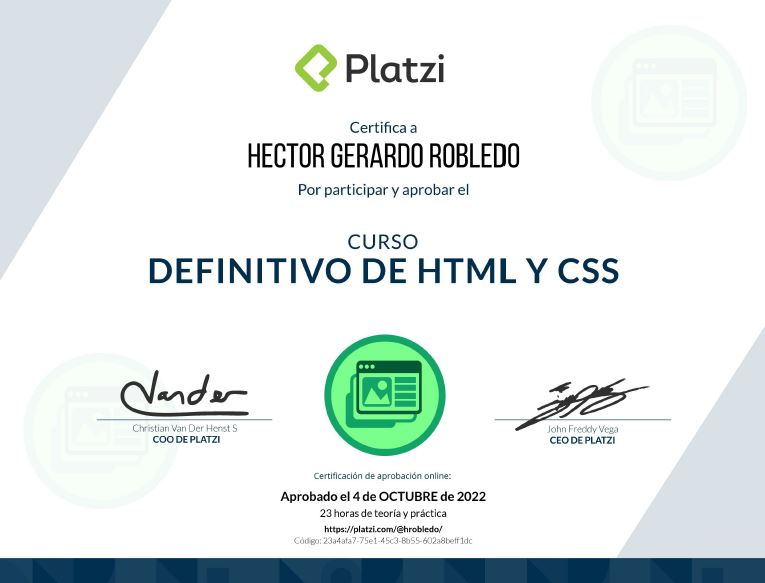 Platzi
Certifica a
HECTOR GERARDO ROBLEDO
Por participar y aprobar el
CURSO
DEFINITIVO DE HTML Y CSS
Vander
Christian Van Der Henst S
COO DE PLATZI
John Freddy Vega
CEO DE PLATZI
Certificación de aprobación online:
Aprobado el 4 de OCTUBRE de 2022
23 horas de teoría y práctica
https://platzi.com/@hrobledo/
Código: 23a4afa7-75e1-45c3-8b55-602a8beff1dc